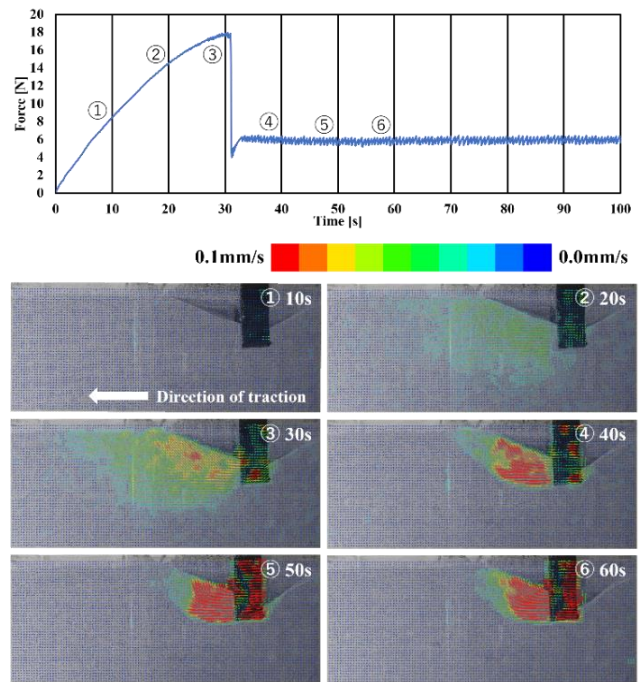 20
18
16
14
12
10
8
6
4
2
0
Force [N]
① ② ③ ④ ⑤ ⑥
0 10 20 30 40 50 60 70 80 90 100
Time [s]
0.1mm/s 0.0mm/s
① 10s
Direction of traction
② 20s
③ 30s
④ 40s
⑤ 50s
⑥ 60s